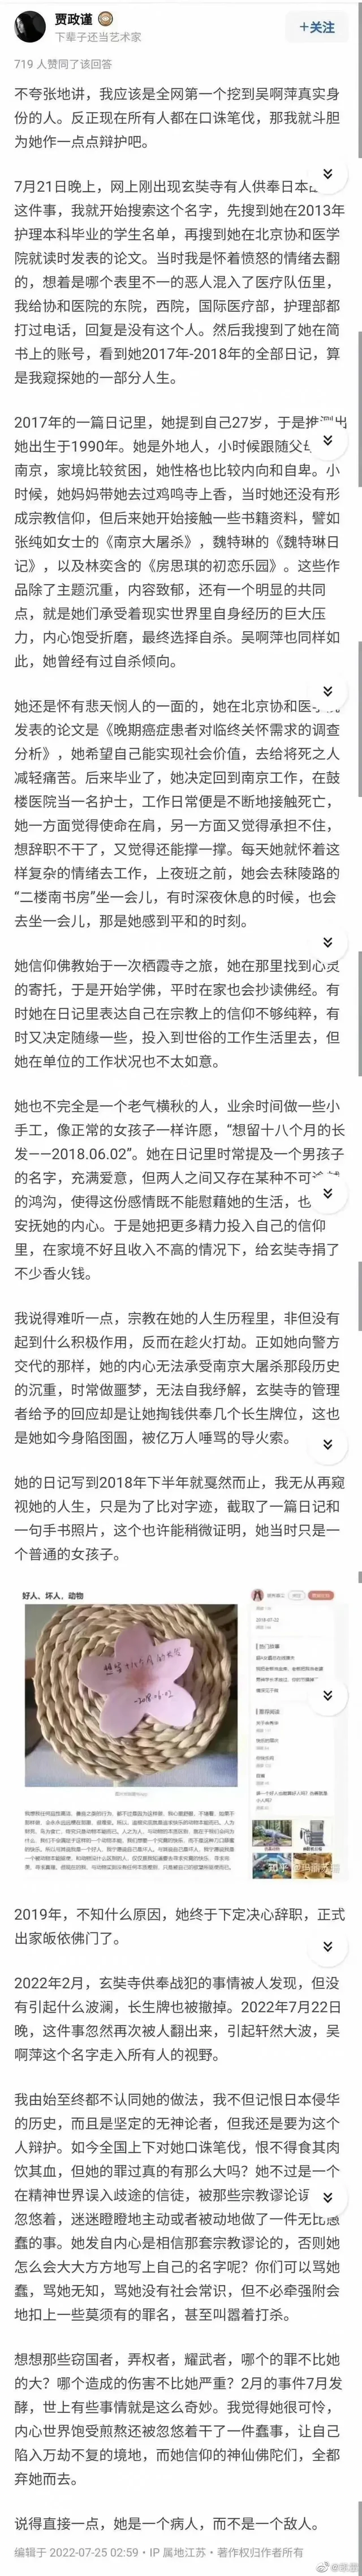 贾政谨
下辈子还当艺术家
+关注
719 人赞同了该回答
不夸张地讲，我应该是全网第一个挖到吴啊萍真实身
份的人。反正现在所有人都在口诛笔伐，那我就斗胆
为她作一点点辩护吧。
7月21日晚上，网上刚出现玄奘寺有人供奉日本
这件事，我就开始搜索这个名字，先搜到她在2013年
护理本科毕业的学生名单，再搜到她在北京协和医学
院就读时发表的论文。当时我是怀着愤怒的情绪去翻
的，想着是哪个表里不一的恶人混入了医疗队伍里，
我给协和医院的东院，西院，国际医疗部，护理部都
打过电话，回复是没有这个人。然后我搜到了她在简
书上的账号，看到她2017年-2018年的全部日记，算
是我窥探她的一部分人生。
2017年的一篇日记里，她提到自己27岁，于是推测出
她出生于1990年。她是外地人，小时候跟随父
南京，家境比较贫困，她性格也比较内向和自卑。小
时候，她妈妈带她去过鸡鸣寺上香，当时她还没有形
成宗教信仰，但后来她开始接触一些书籍资料，譬如
张纯如女士的《南京大屠杀》，魏特琳的《魏特琳日
记》，以及林奕含的《房思琪的初恋乐园》。这些作
品除了主题沉重，内容致郁，还有一个明显的共同
点，就是她们承受着现实世界里自身经历的巨大压
力，内心饱受折磨，最终选择自杀。吴啊萍也同样如
此，她曾经有过自杀倾向。
她还是怀有悲天悯人的一面的，她在北京协和医
发表的论文是《晚期癌症患者对临终关怀需求的调查
分析》，她希望自己能实现社会价值，去给将死之人
减轻痛苦。后来毕业了，她决定回到南京工作，在鼓
楼医院当一名护士，工作日常便是不断地接触死亡，
她一方面觉得使命在肩，另一方面又觉得承担不住，
想辞职不干了，又觉得还能撑一撑。每天她就怀着这
样复杂的情绪去工作，上夜班之前，她会去秣陵路的
“二楼南书房”坐一会儿，有时深夜休息的时候，也会
去坐一会儿，那是她感到平和的时刻。
她信仰佛教始于一次栖霞寺之旅，她在那里找到心灵
的寄托，于是开始学佛，平时在家也会抄读佛经。有
时她在日记里表达自己在宗教上的信仰不够纯粹，有
时又决定随缘一些，投入到世俗的工作生活里去，但
她在单位的工作状况也不太如意。
她也不完全是一个老气横秋的人，业余时间做一些小
手工，像正常的女孩子一样许愿，“想留十八个月的长
发——2018.06.02”。她在日记里时常提及一个男孩子
的名字，充满爱意，但两人之间又存在某种不可
的鸿沟，使得这份感情既不能慰藉她的生活，也
安抚她的内心。于是她把更多精力投入自己的信仰
里，在家境不好且收入不高的情况下，给玄奘寺捐了
不少香火钱。
我说得难听一点，宗教在她的人生历程里，非但没有
起到什么积极作用，反而在趁火打劫。正如她向警方
交代的那样，她的内心无法承受南京大屠杀那段历史
的沉重，时常做噩梦，无法自我纾解，玄奘寺的管理
者给予的回应却是让她掏钱供奉几个长生牌位，这也
是她如今身陷囹圄，被亿万人唾骂的导火索。
她的日记写到2018年下半年就戛然而止，我无从再窥
视她的人生，只是为了比对字迹，截取了一篇日记和
一句手书照片，这个也许能稍微证明，她当时只是一
个普通的女孩子。
好人、坏人，动物
2019年，不知什么原因，她终于下定决心辞职，正式
出家皈依佛门了。
2022年2月，玄奘寺供奉战犯的事情被人发现，但没
有引起什么波澜，长生牌也被撤掉。2022年7月22日
晚，这件事忽然再次被人翻出来，引起轩然大波，吴
啊萍这个名字走入所有人的视野。
我由始至终都不认同她的做法，我不但记恨日本侵华
的历史，而且是坚定的无神论者，但我还是要为这个
人辩护。如今全国上下对她口诛笔伐，恨不得食其肉
饮其血，但她的罪过真的有那么大吗？她不过是一个
在精神世界误入歧途的信徒，被那些宗教谬论
忽悠着，迷迷瞪瞪地主动或者被动地做了一件无比愚
蠢的事。她发自内心是相信那套宗教谬论的，否则她
怎么会大大方方地写上自己的名字呢？你们可以骂她
蠢，骂她无知，骂她没有社会常识，但不必牵强附会
地扣上一些莫须有的罪名，甚至叫嚣着打杀。
想想那些窃国者，弄权者，耀武者，哪个的罪不比她
的大？哪个造成的伤害不比她严重？2月的事件7月发
酵，世上有些事情就是这么奇妙。我觉得她很可怜，
内心世界饱受煎熬还被忽悠着干了一件蠢事，让自己
陷入万劫不复的境地，而她信仰的神仙佛陀们，全都
弃她而去。
说得直接一点，她是一个病人，而不是一个敌人。
编辑于 2022-07-25 02:59・IP 属地江苏・著作权归作者所有